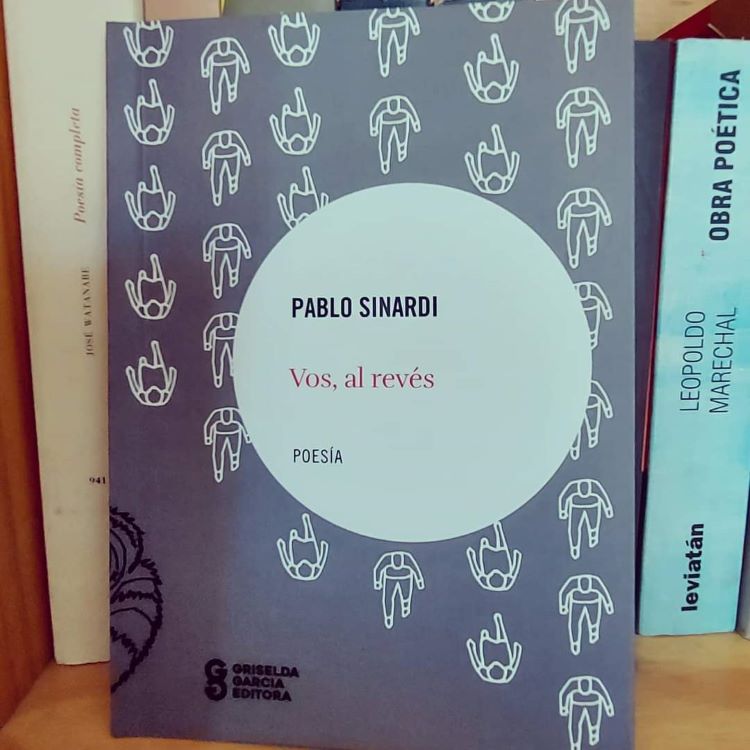 Poesía completa
JOSÉ WATANABE
941
PABLO SINARDI
Vos, al revés
POESÍA
GG
GRISELDA
GARCÍA
EDITORA
OBRA POÉTICA
LEOPOLDO
MARECHAL
leviatán